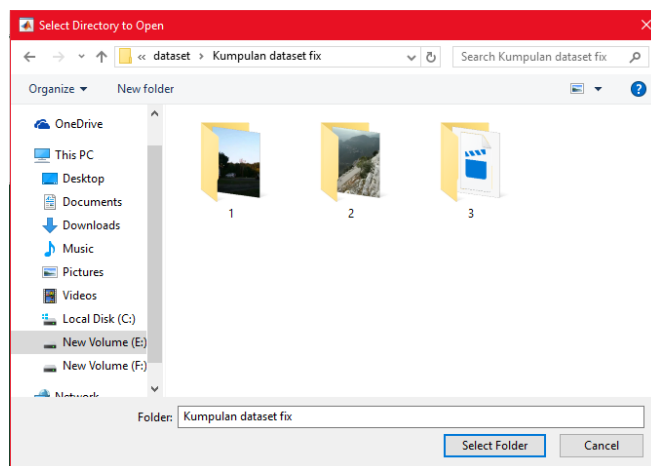 Select Directory to Open
« dataset › Kumpulan dataset fix
Search Kumpulan dataset fix
Organize
New folder
OneDrive
This PC
Desktop
Documents
Downloads
Music
Pictures
Videos
Local Disk (C:)
New Volume (E:)
New Volume (F:)
Network
1
2
3
Folder: Kumpulan dataset fix
Select Folder
Cancel